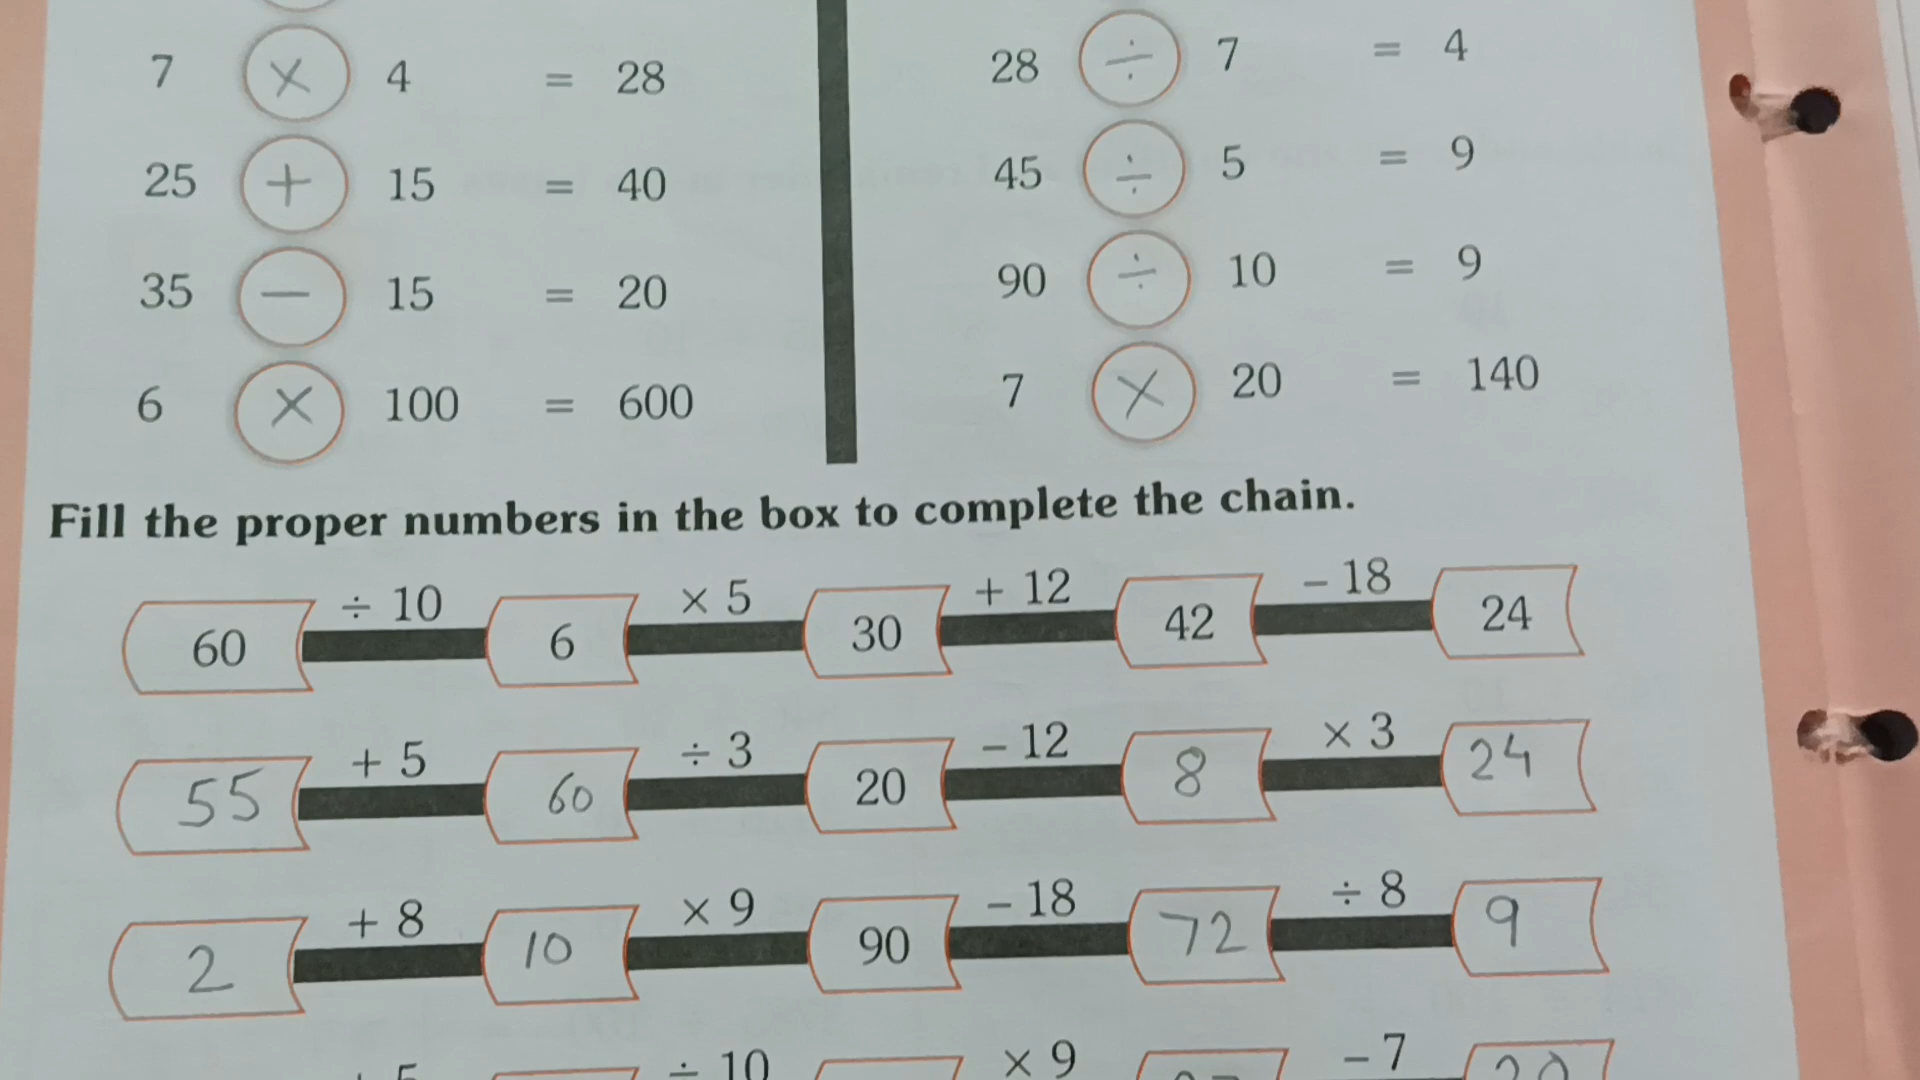 7 × 4 = 28 28 ÷ 7 = 4
25 + 15 = 40 45 ÷ 5 = 9
35 − 15 = 20 90 ÷ 10 = 9
6 × 100 = 600 7 × 20 = 140
Fill the proper numbers in the box to complete the chain.
60 ÷ 10 6 × 5 30 + 12 42 − 18 24
55 + 5 60 ÷ 3 20 − 12 8 × 3 24
2 + 8 10 × 9 90 − 18 72 ÷ 8 9
÷ 10 × 9 − 7